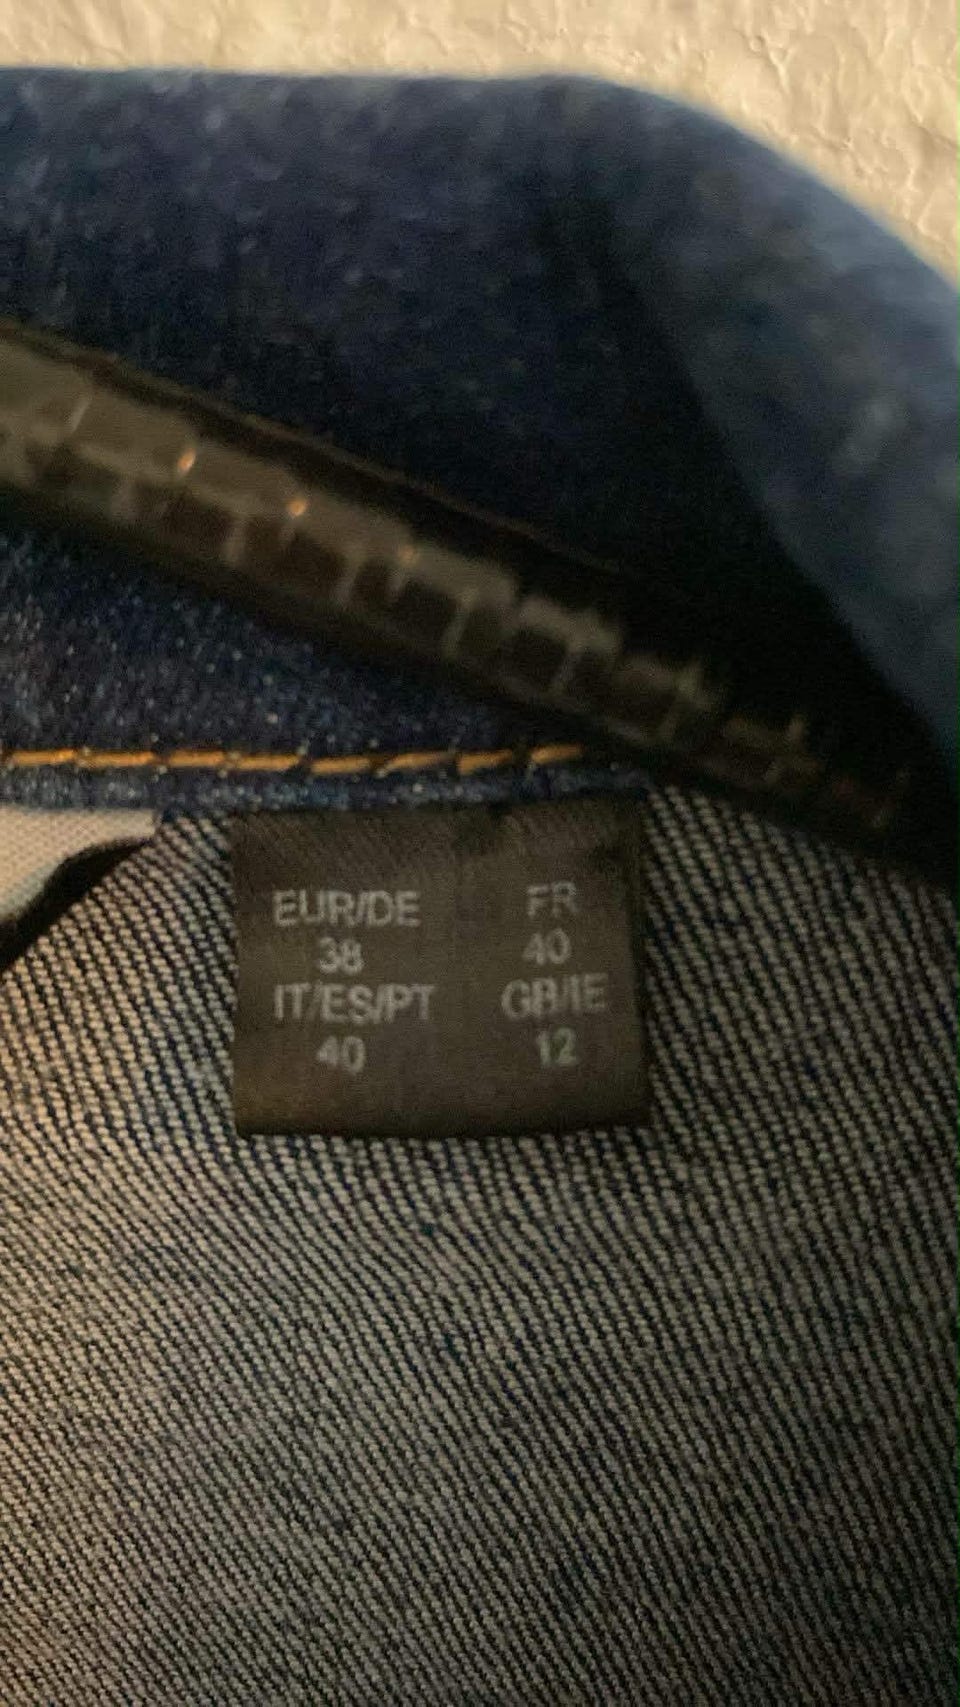 EUR/DE FR
38 40
IT/ES/PT GB/IE
40 12